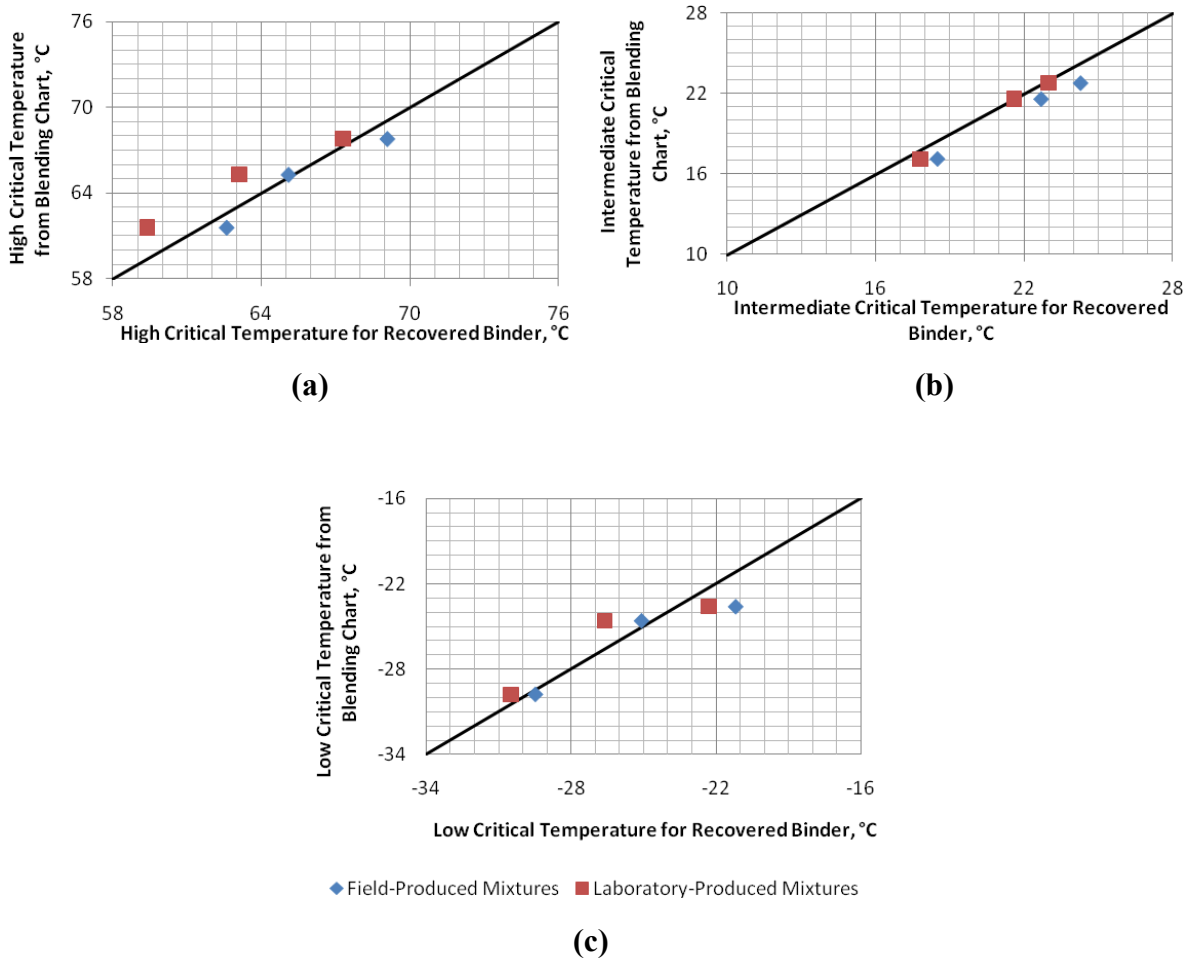 High Critical Temperature
from Blending Chart, °C
76
70
64
58
58
64
70
76
High Critical Temperature for Recovered Binder, °C
(a)
Intermediate Critical
Temperature from Blending
Chart, °C
28
22
16
10
10
16
22
28
Intermediate Critical Temperature for Recovered
Binder, °C
(b)
Low Critical Temperature from
Blending Chart, °C
-16
-22
-28
-34
-34
-28
-22
-16
Low Critical Temperature for Recovered Binder, °C
Field-Produced Mixtures
Laboratory-Produced Mixtures
(c)